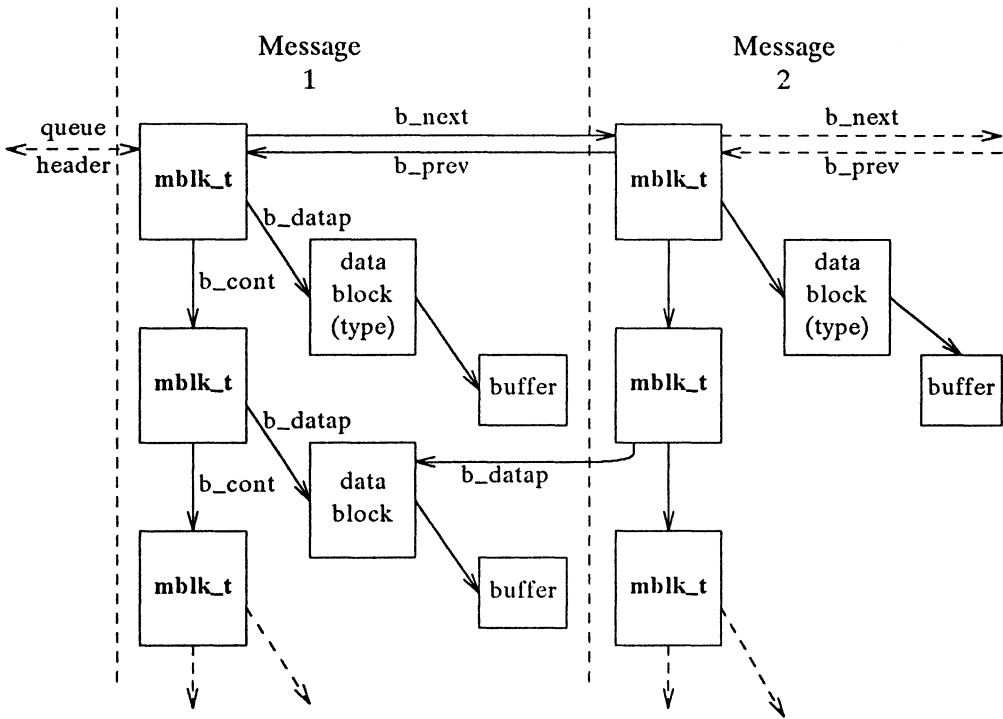 Message
1
Message
2
queue
header
b_next
b_prev
b_next
b_prev
mblk_t
mblk_t
b_datap
b_cont
data
block
(type)
data
block
(type)
buffer
buffer
mblk_t
mblk_t
b_datap
b_datap
b_cont
data
block
buffer
mblk_t
mblk_t